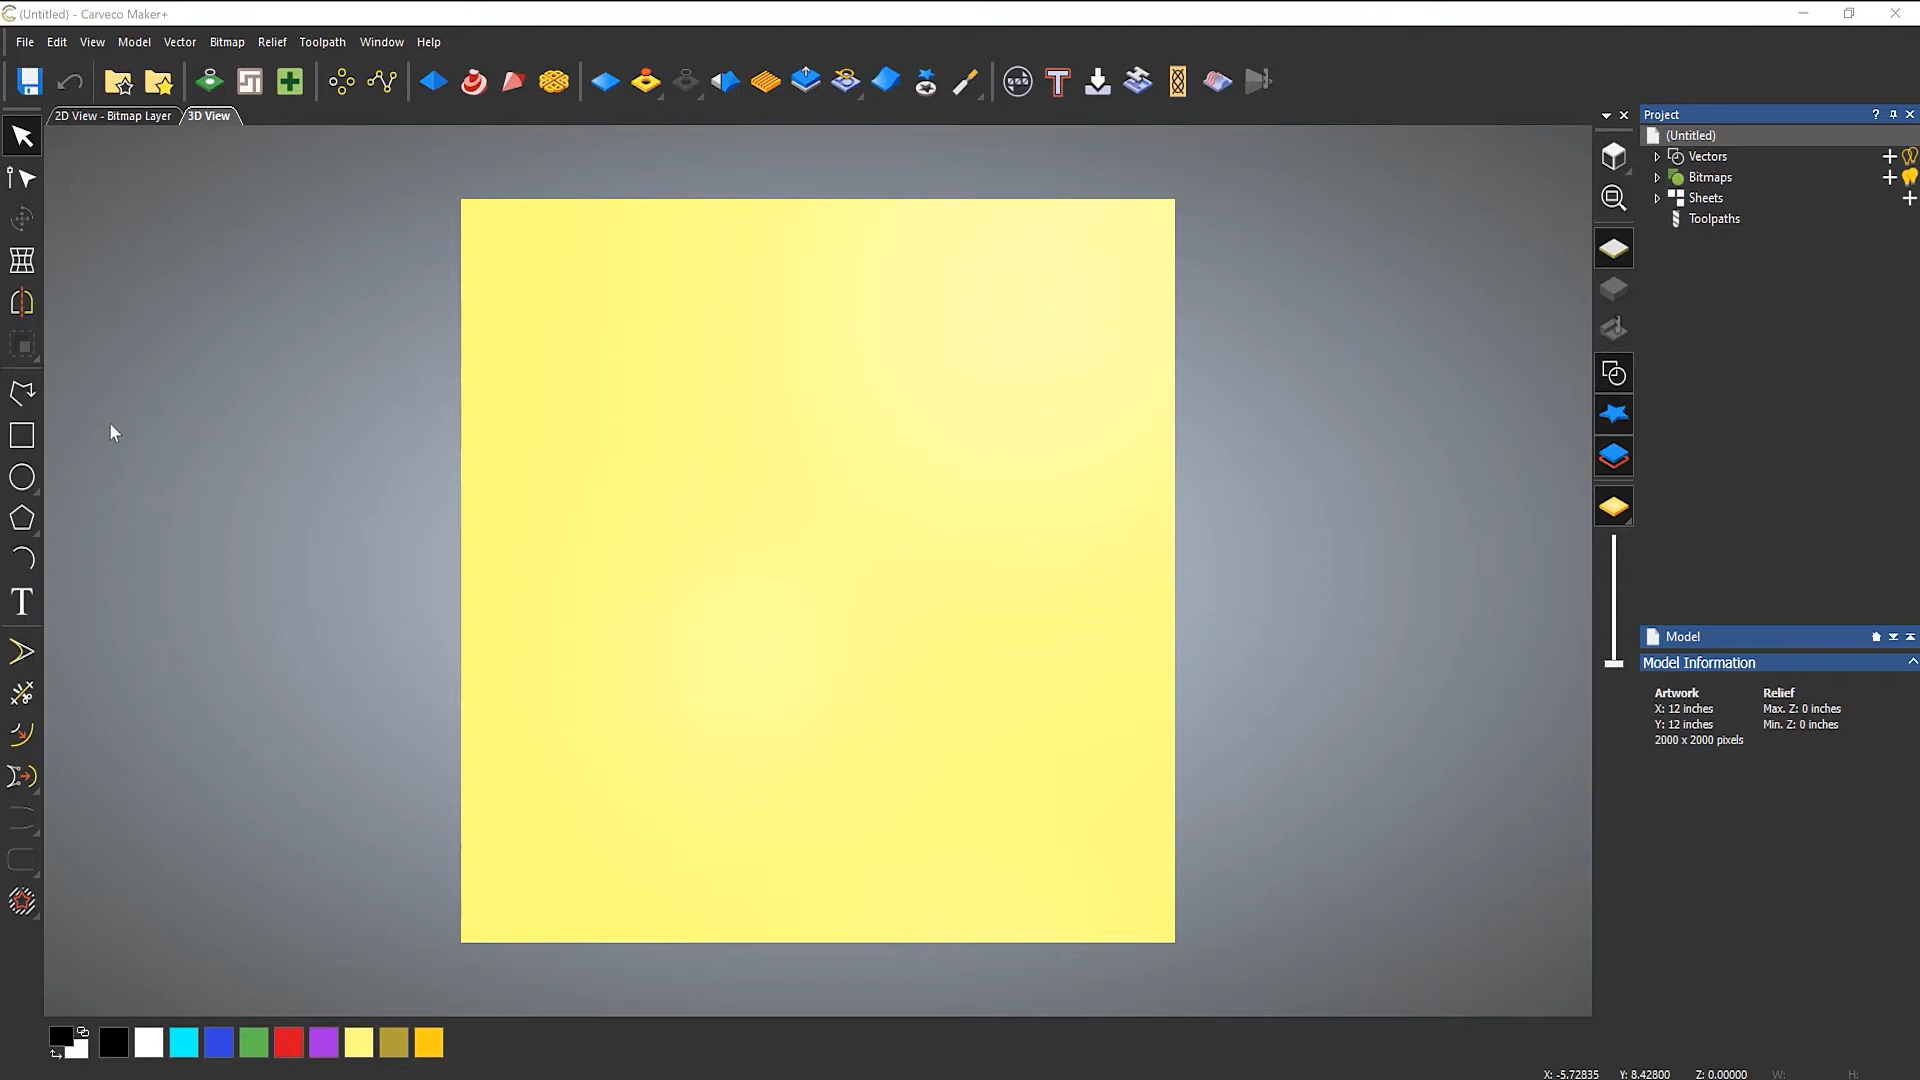 (Untitled) - Carveco Maker+
File Edit View Model Vector Bitmap Relief Toolpath Window Help
2D View - Bitmap Layer 3D View
Project ?
(Untitled)
Vectors
Bitmaps
Sheets
Toolpaths
T
Model
Model Information
Artwork Relief
X: 12 inches Max. Z: 0 inches
Y: 12 inches Min. Z: 0 inches
2000 x 2000 pixels
X: -5.72835 Y: 8.42800 Z: 0.00000 W: H: